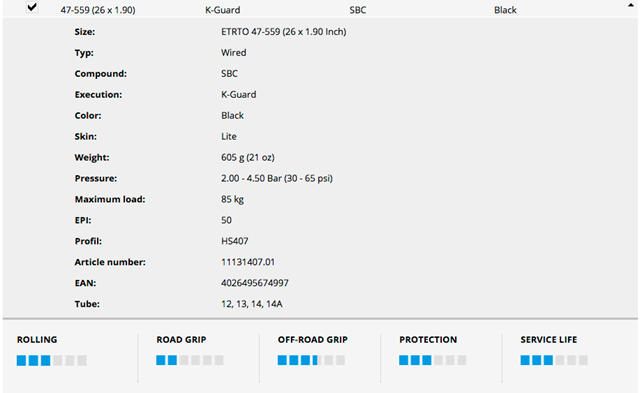 47-559 (26 x 1.90) K-Guard SBC Black
Size: ETRTO 47-559 (26 x 1.90 Inch)
Typ: Wired
Compound: SBC
Execution: K-Guard
Color: Black
Skin: Lite
Weight: 605 g (21 oz)
Pressure: 2.00 - 4.50 Bar (30 - 65 psi)
Maximum load: 85 kg
EPI: 50
Profil: HS407
Article number: 11131407.01
EAN: 4026495674997
Tube: 12, 13, 14, 14A
ROLLING ROAD GRIP OFF-ROAD GRIP PROTECTION SERVICE LIFE